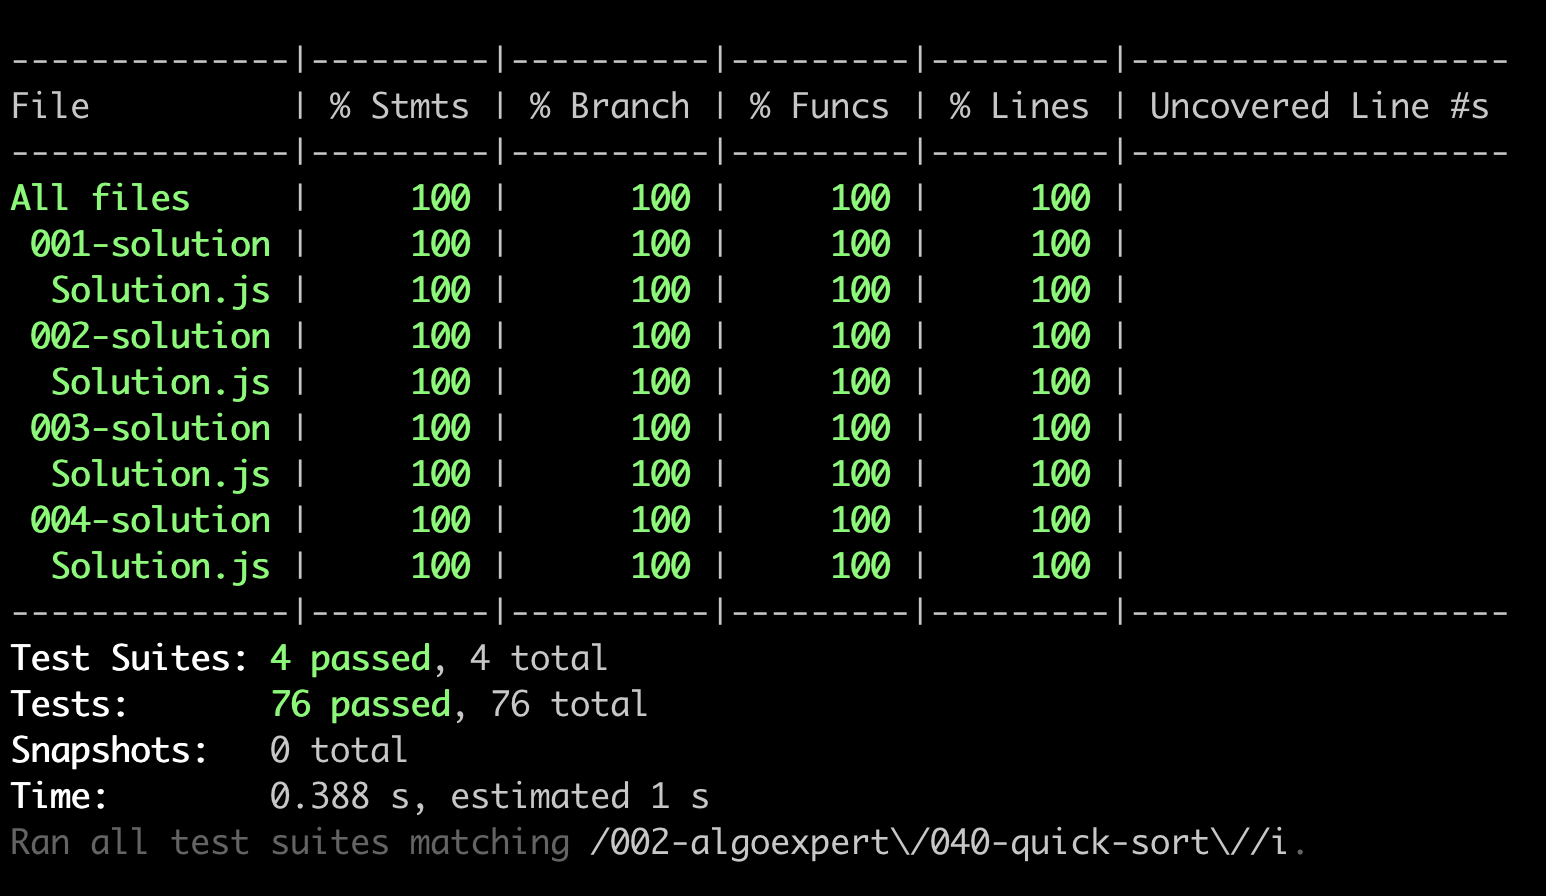 --------------|---------|----------|---------|---------|-------------------
File          | % Stmts | % Branch | % Funcs | % Lines | Uncovered Line #s
--------------|---------|----------|---------|---------|-------------------
All files     |     100 |      100 |     100 |     100 |
 001-solution |     100 |      100 |     100 |     100 |
  Solution.js |     100 |      100 |     100 |     100 |
 002-solution |     100 |      100 |     100 |     100 |
  Solution.js |     100 |      100 |     100 |     100 |
 003-solution |     100 |      100 |     100 |     100 |
  Solution.js |     100 |      100 |     100 |     100 |
 004-solution |     100 |      100 |     100 |     100 |
  Solution.js |     100 |      100 |     100 |     100 |
--------------|---------|----------|---------|---------|-------------------
Test Suites: 4 passed, 4 total
Tests:       76 passed, 76 total
Snapshots:   0 total
Time:        0.388 s, estimated 1 s
Ran all test suites matching /002-algoexpert\/040-quick-sort\//i.